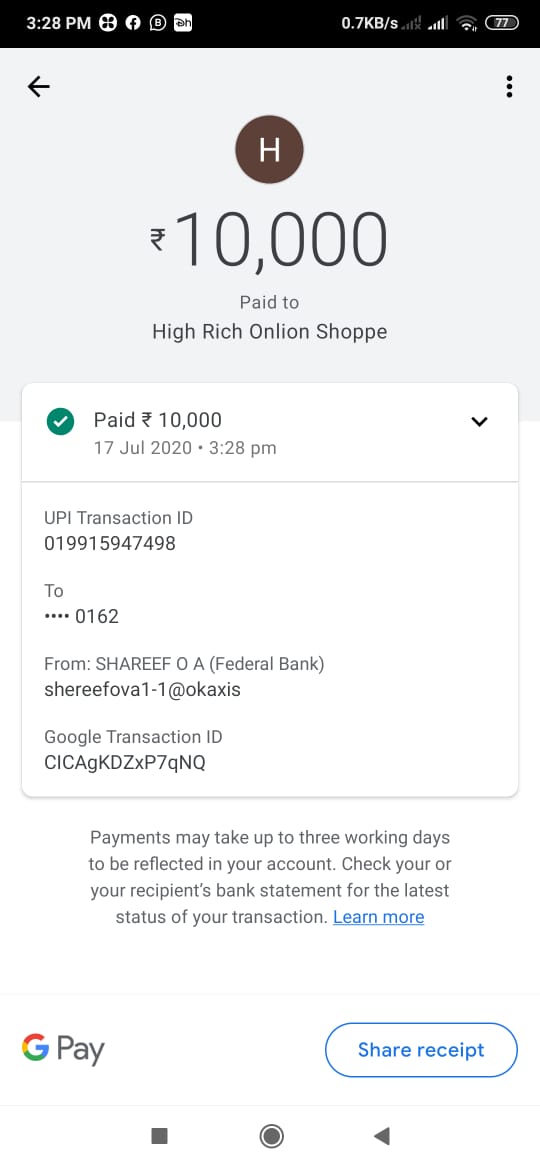 3:28 PM
0.7KB/s
77
H
₹10,000
Paid to
High Rich Onlion Shoppe
Paid ₹ 10,000
17 Jul 2020 • 3:28 pm
UPI Transaction ID
019915947498
To
•••• 0162
From: SHAREEF O A (Federal Bank)
shereefova1-1@okaxis
Google Transaction ID
CICAgKDZxP7qNQ
Payments may take up to three working days
to be reflected in your account. Check your or
your recipient's bank statement for the latest
status of your transaction. Learn more
G Pay
Share receipt